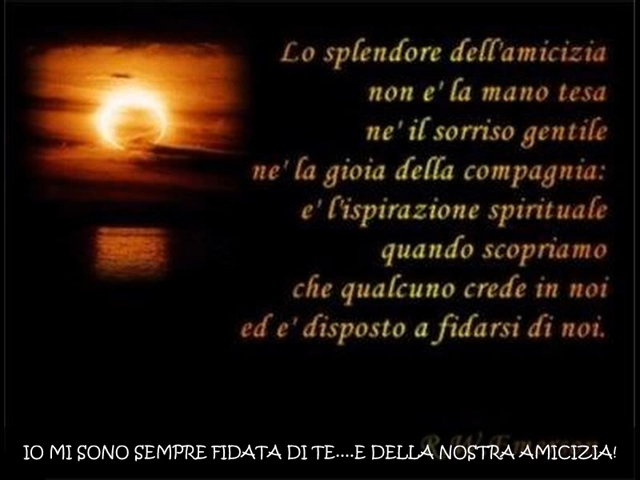 Lo splendore dell'amicizia
non e' la mano tesa
ne' il sorriso gentile
ne' la gioia della compagnia:
e' l'ispirazione spirituale
quando scopriamo
che qualcuno crede in noi
ed e' disposto a fidarsi di noi.
R.W.Emerson
IO MI SONO SEMPRE FIDATA DI TE....E DELLA NOSTRA AMICIZIA!